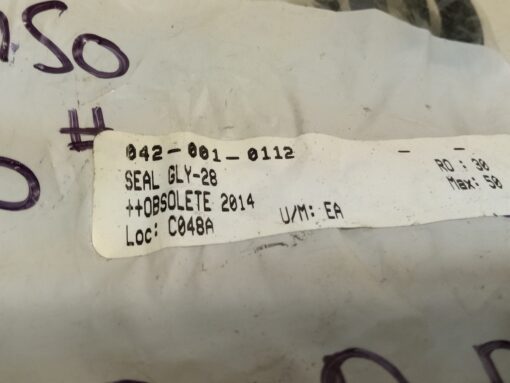 #
042-001-0112
SEAL GLY-28
++OBSOLETE 2014
Loc: C048A
U/M: EA
RO : 30
Max: 50